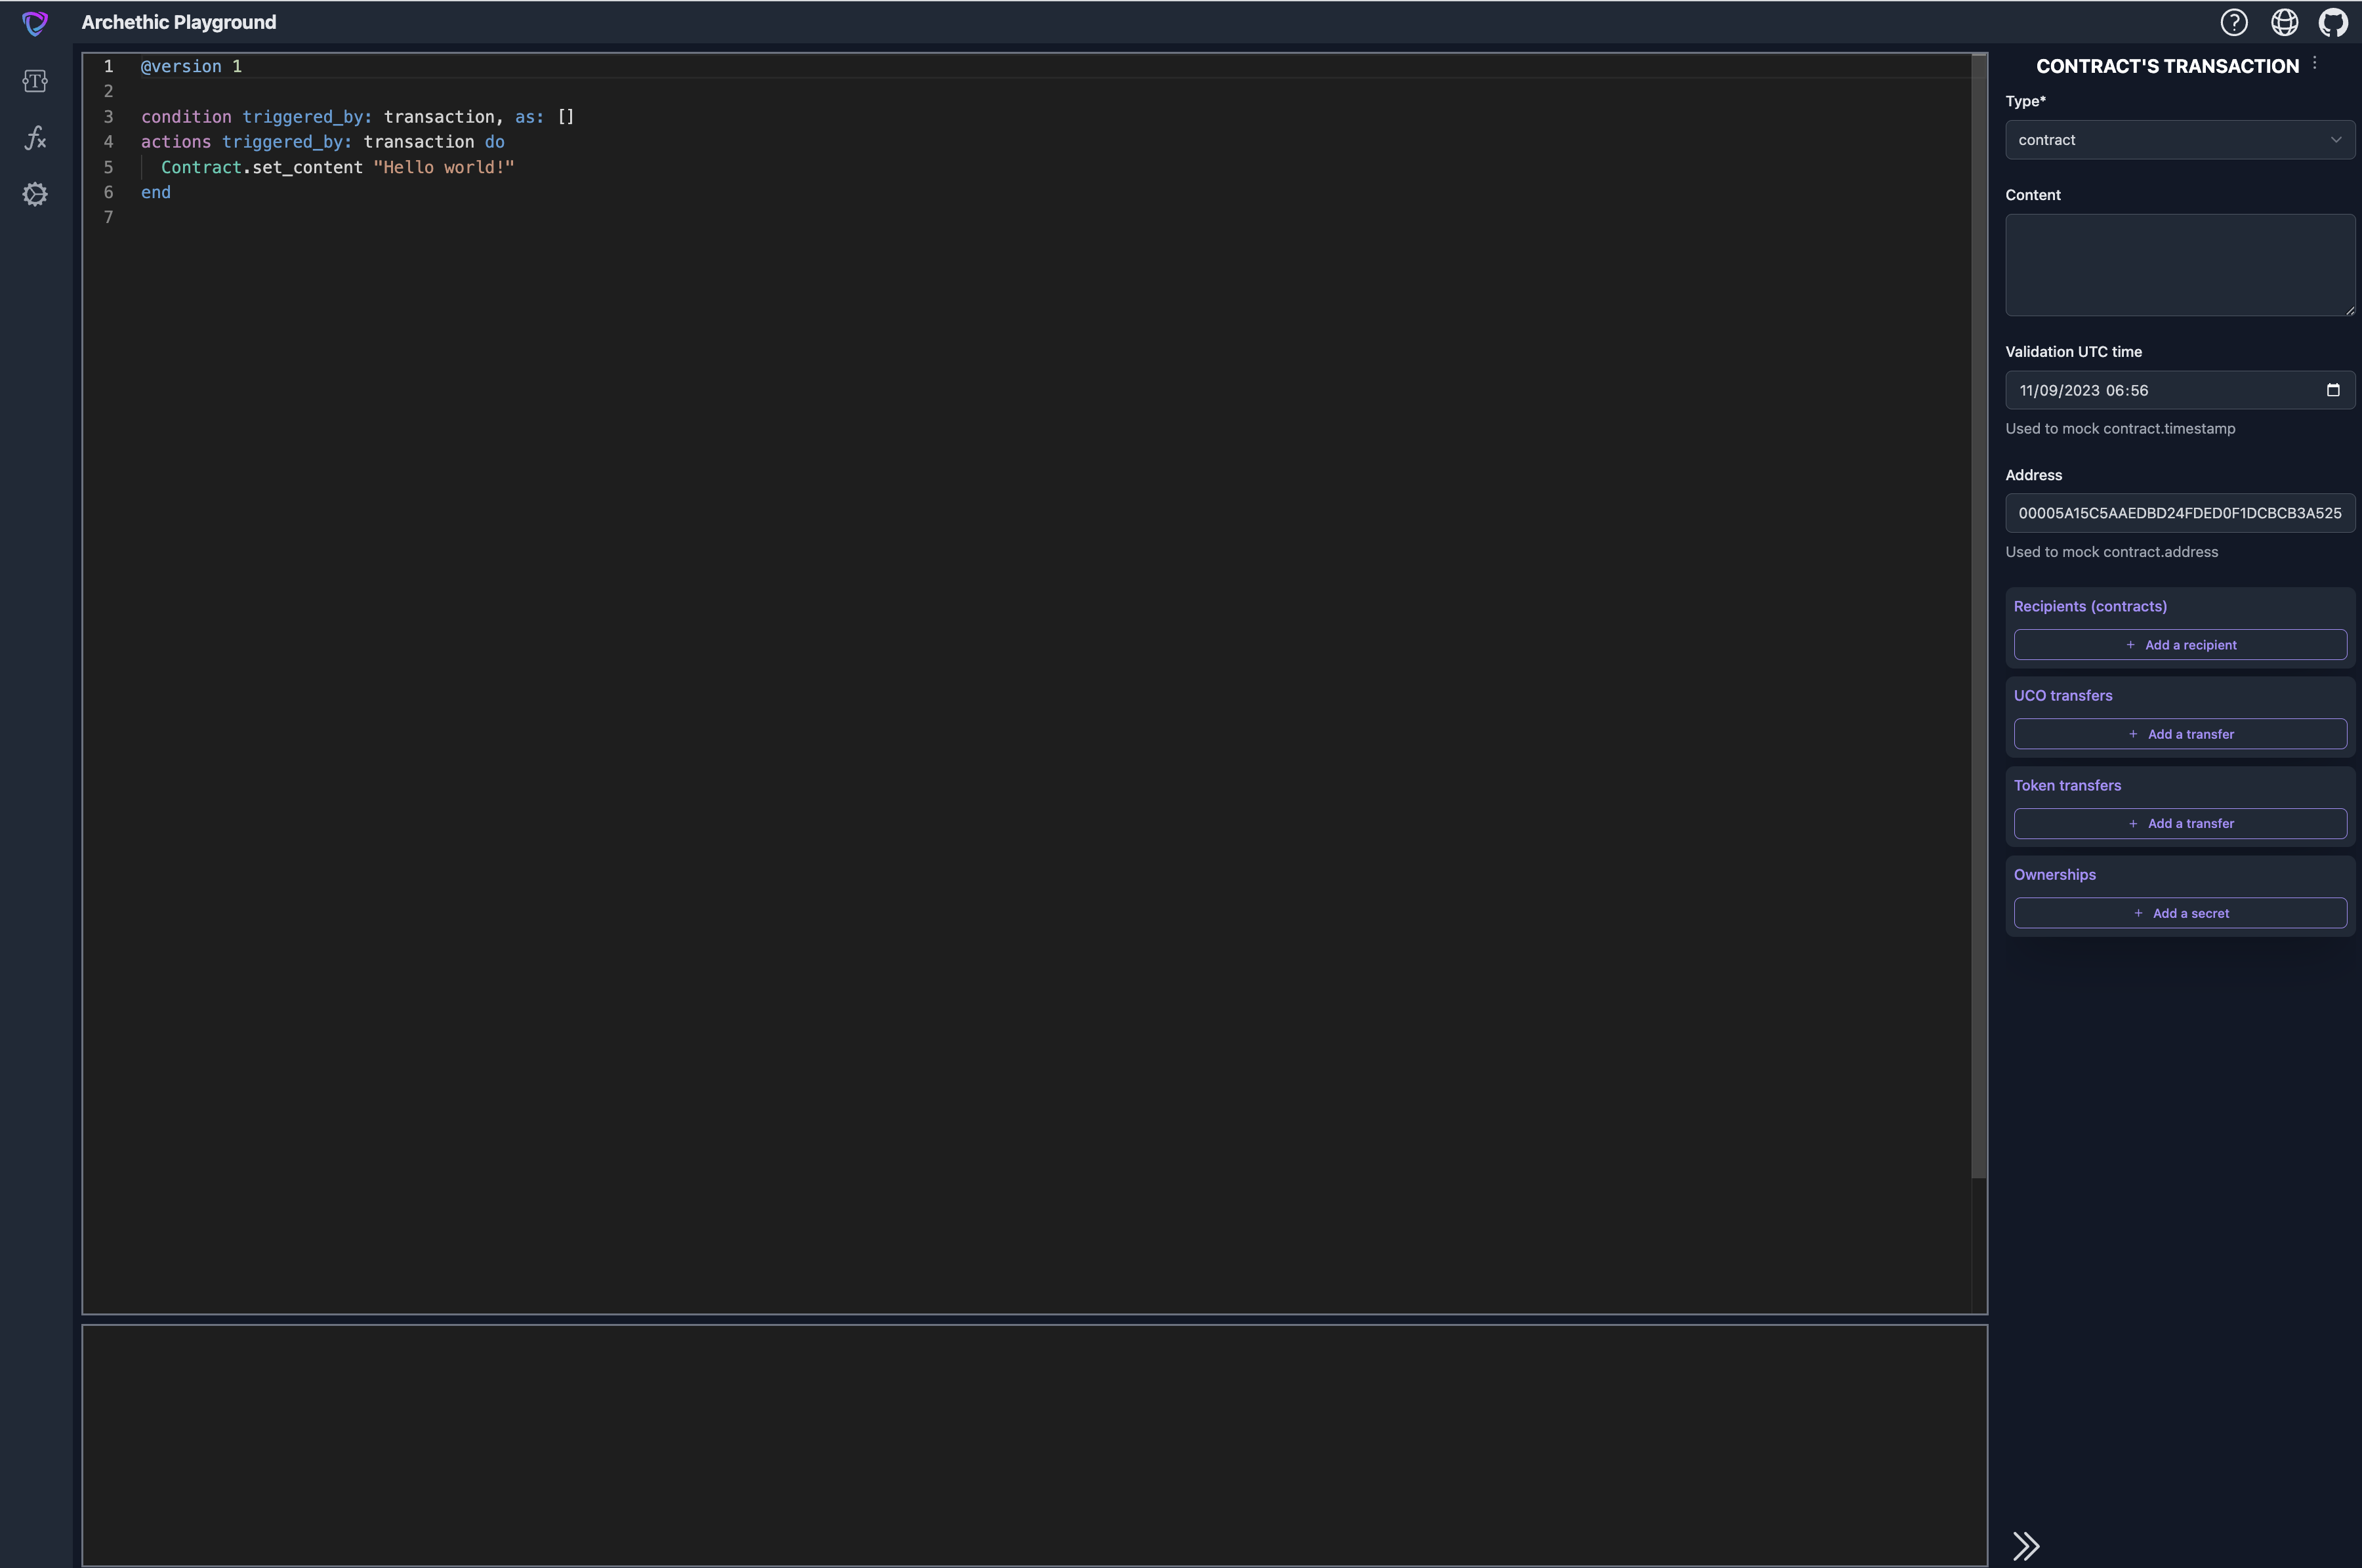 Archethic Playground
1 @version 1
2
3 condition triggered_by: transaction, as: []
4 actions triggered_by: transaction do
5 Contract.set_content "Hello world!"
6 end
7
CONTRACT'S TRANSACTION
Type*
contract
Content
Validation UTC time
11/09/2023 06:56
Used to mock contract.timestamp
Address
00005A15C5AAEDBD24FDED0F1DCBCB3A525
Used to mock contract.address
Recipients (contracts)
+ Add a recipient
UCO transfers
+ Add a transfer
Token transfers
+ Add a transfer
Ownerships
+ Add a secret